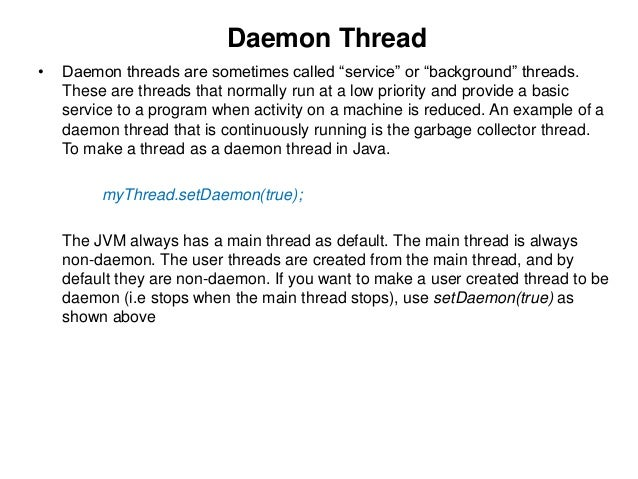 Daemon Thread
• Daemon threads are sometimes called “service” or “background” threads.
These are threads that normally run at a low priority and provide a basic
service to a program when activity on a machine is reduced. An example of a
daemon thread that is continuously running is the garbage collector thread.
To make a thread as a daemon thread in Java.
myThread.setDaemon(true);
The JVM always has a main thread as default. The main thread is always
non-daemon. The user threads are created from the main thread, and by
default they are non-daemon. If you want to make a user created thread to be
daemon (i.e stops when the main thread stops), use setDaemon(true) as
shown above